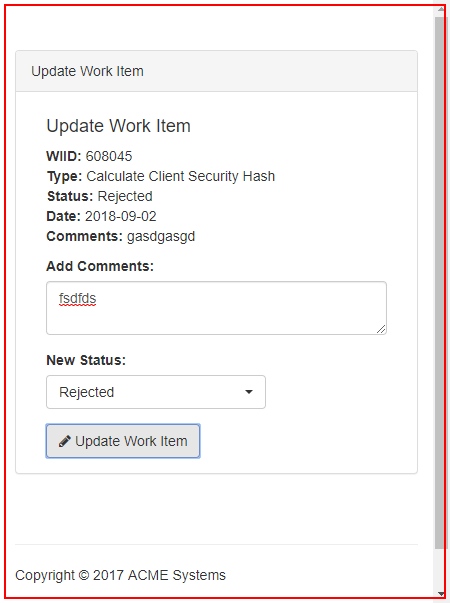 Update Work Item
Update Work Item
WIID: 608045
Type: Calculate Client Security Hash
Status: Rejected
Date: 2018-09-02
Comments: gasdgasgd
Add Comments:
fsdfds
New Status:
Rejected
Update Work Item
Copyright © 2017 ACME Systems